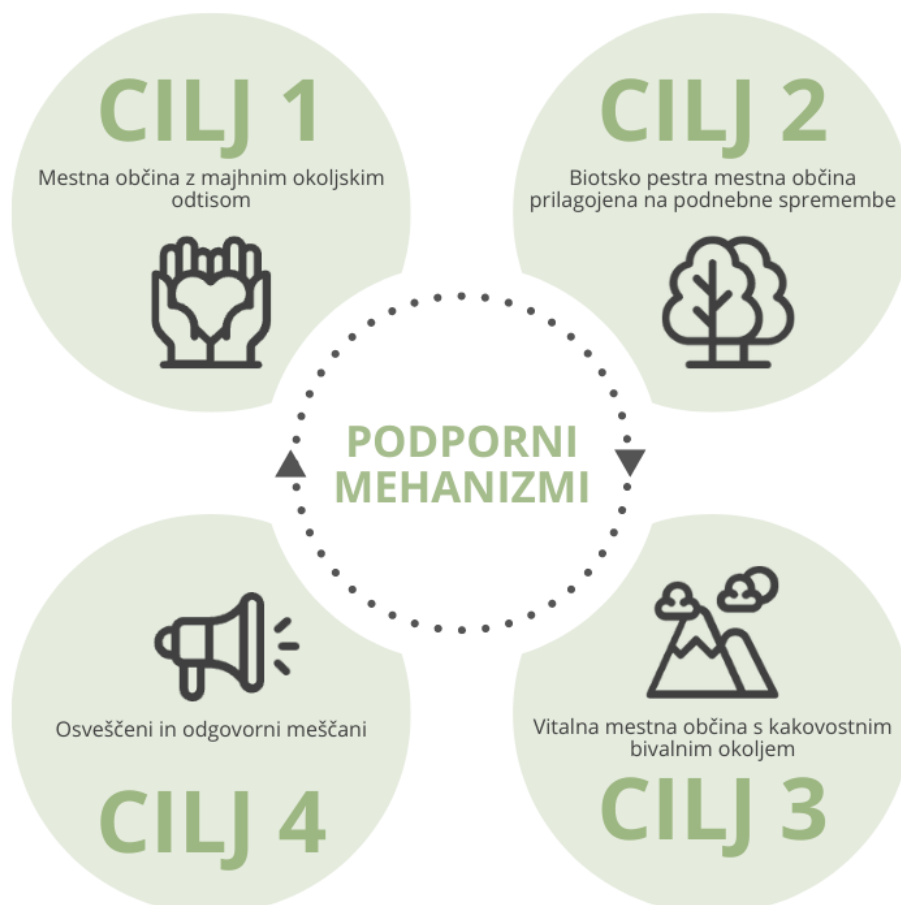 CILJ 1
Mestna občina z majhnim okoljskim
odtisom
CILJ 2
Biotsko pestra mestna občina
prilagojena na podnebne spremembe
PODPORNI
MEHANIZMI
Osveščeni in odgovorni meščani
CILJ 4
Vitalna mestna občina s kakovostnim
bivalnim okoljem
CILJ 3